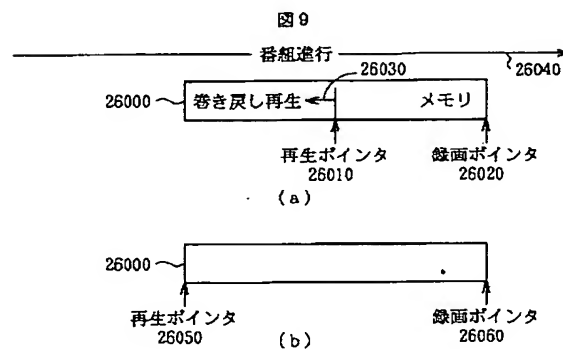 図9
番組進行
26040
26030
26000
巻き戻し再生
メモリ
再生ポインタ
26010
録画ポインタ
26020
(a)
26000
再生ポインタ
26050
録画ポインタ
26060
(b)